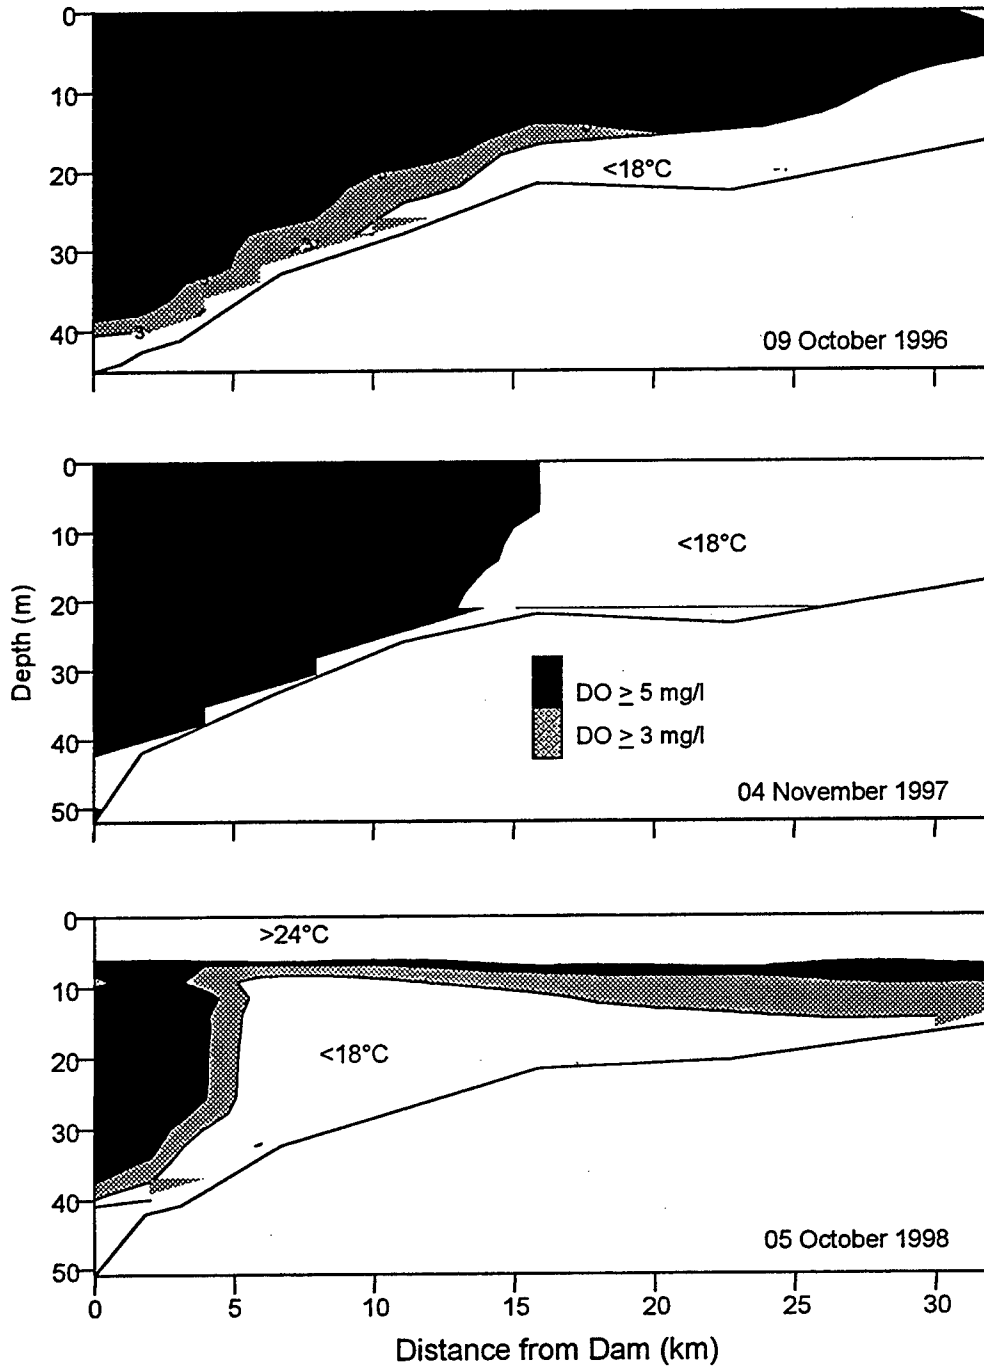 0
10
20
30
40
<18°C
3
09 October 1996
0
10
20
30
40
50
<18°C
DO ≥ 5 mg/l
DO ≥ 3 mg/l
04 November 1997
Depth (m)
0
10
20
30
40
50
>24°C
<18°C
05 October 1998
0 5 10 15 20 25 30
Distance from Dam (km)